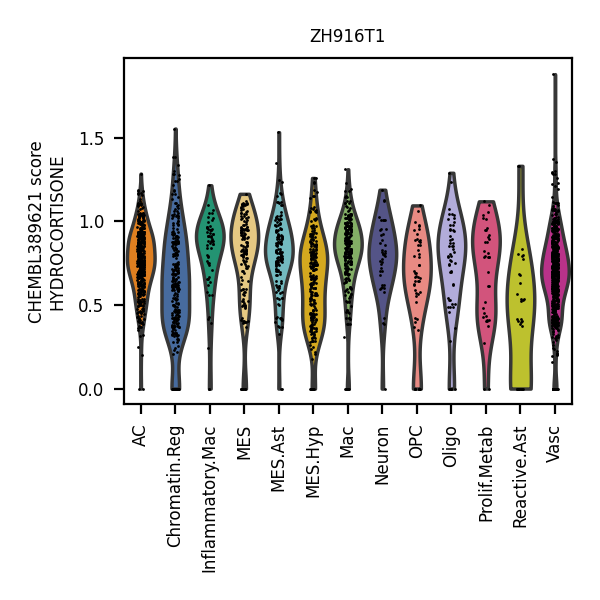 ZH916T1
CHEMBL389621 score
HYDROCORTISONE
1.5
1.0
0.5
0.0
AC
Chromatin.Reg
Inflammatory.Mac
MES
MES.Ast
MES.Hyp
Mac
Neuron
OPC
Oligo
Prolif.Metab
Reactive.Ast
Vasc